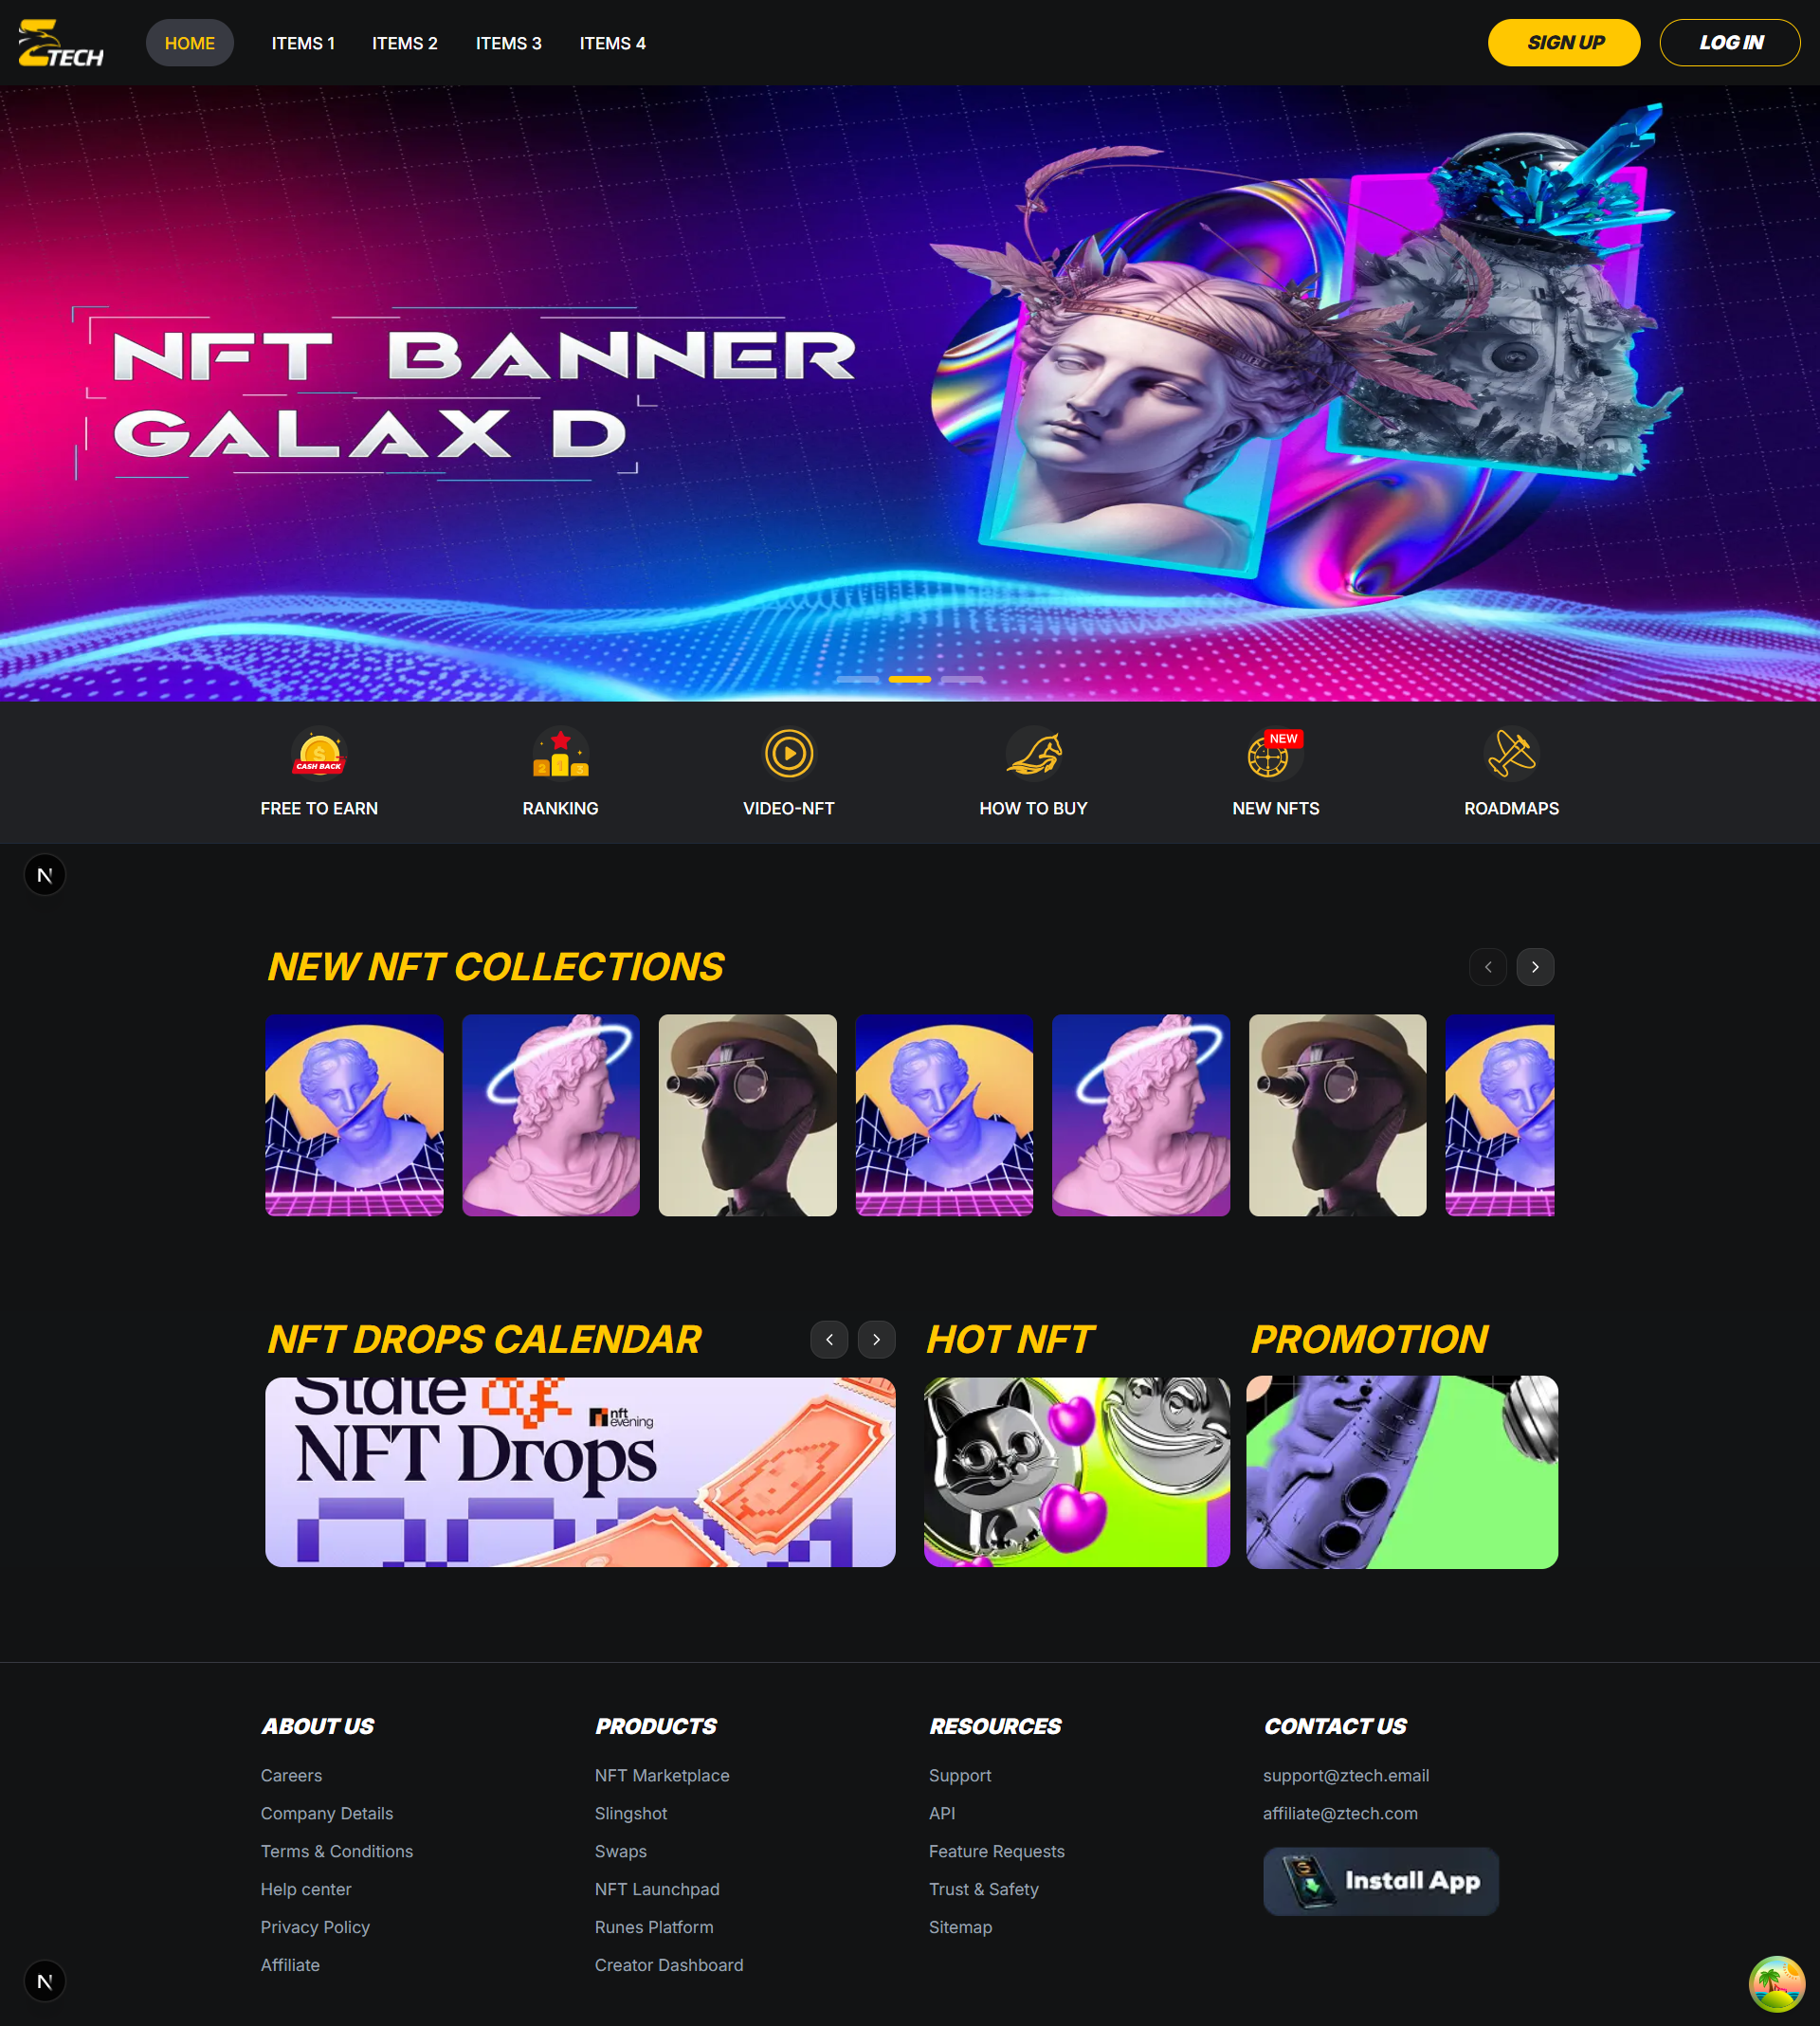 ZTECH
HOME
ITEMS 1
ITEMS 2
ITEMS 3
ITEMS 4
SIGN UP
LOG IN
NFT BANNER
GALAX D
CASH BACK
2 1 3
NEW
FREE TO EARN
RANKING
VIDEO-NFT
HOW TO BUY
NEW NFTS
ROADMAPS
N
NEW NFT COLLECTIONS
NFT DROPS CALENDAR
HOT NFT
PROMOTION
State of
nft
evening
NFT Drops
ABOUT US
Careers
Company Details
Terms & Conditions
Help center
Privacy Policy
Affiliate
PRODUCTS
NFT Marketplace
Slingshot
Swaps
NFT Launchpad
Runes Platform
Creator Dashboard
RESOURCES
Support
API
Feature Requests
Trust & Safety
Sitemap
CONTACT US
support@ztech.email
affiliate@ztech.com
Install App
N